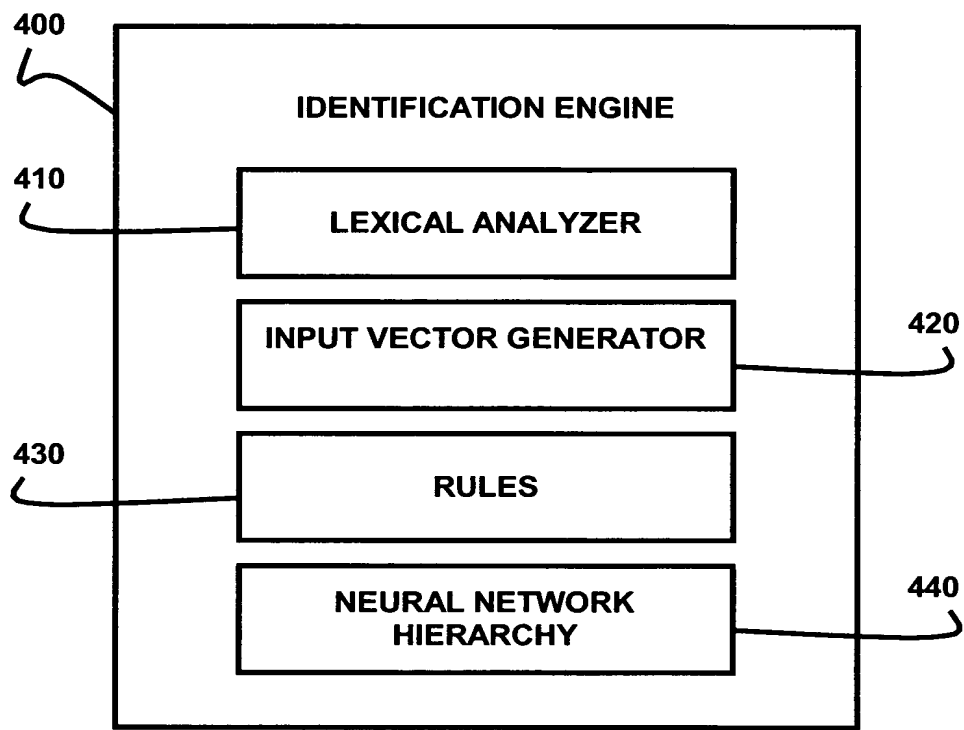 400
IDENTIFICATION ENGINE
410
LEXICAL ANALYZER
INPUT VECTOR GENERATOR
420
430
RULES
NEURAL NETWORK
HIERARCHY
440